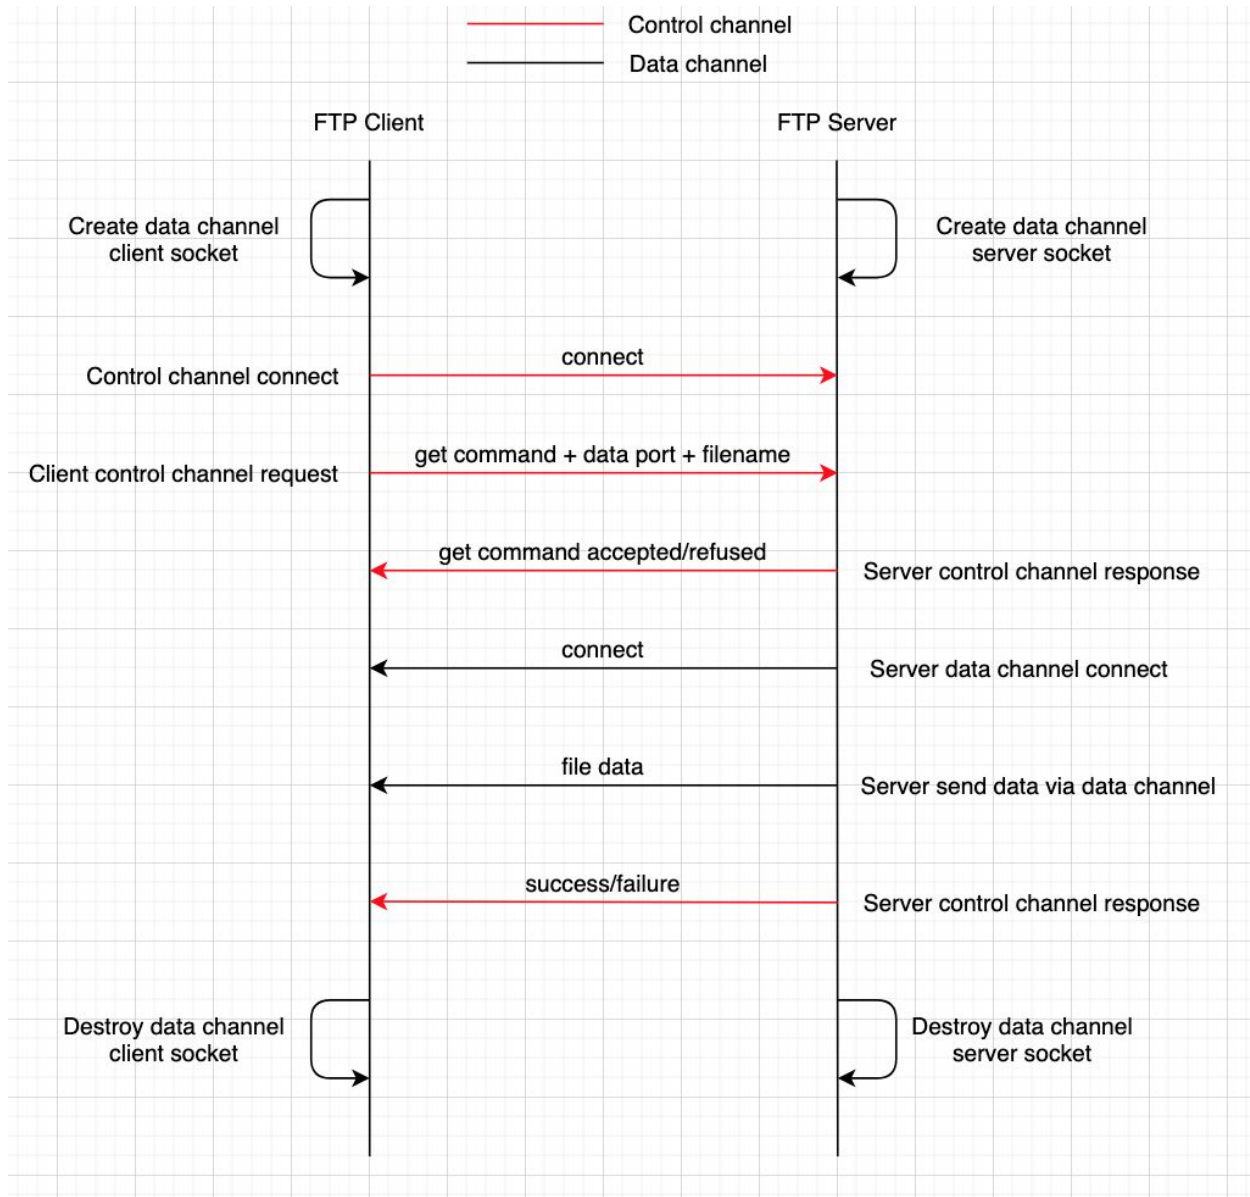 Control channel
Data channel
FTP Client
FTP Server
Create data channel
client socket
Create data channel
server socket
connect
Control channel connect
get command + data port + filename
Client control channel request
get command accepted/refused
Server control channel response
connect
Server data channel connect
file data
Server send data via data channel
success/failure
Server control channel response
Destroy data channel
client socket
Destroy data channel
server socket